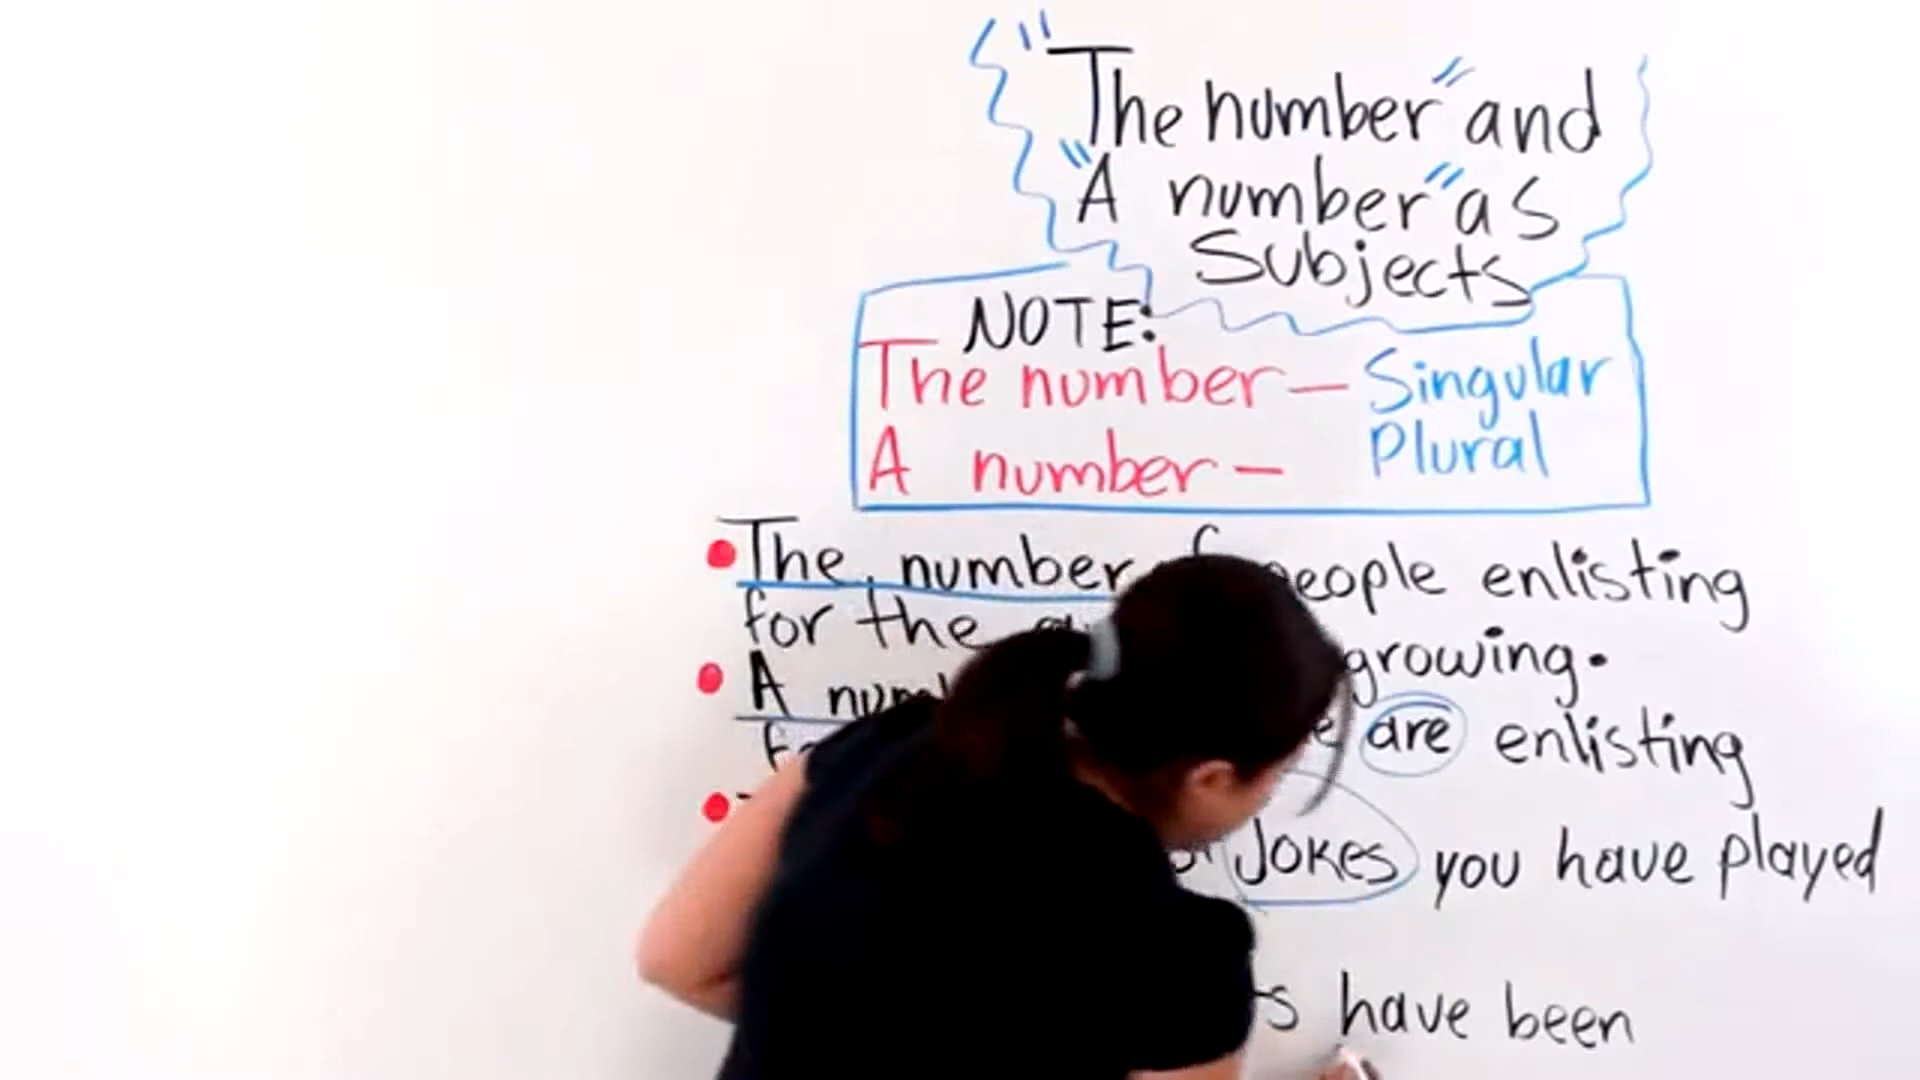 "The number" and
"A number" as
Subjects
NOTE:
The number — Singular
A number — Plural
The number people enlisting
for the growing.
A are enlisting
Jokes you have played
have been